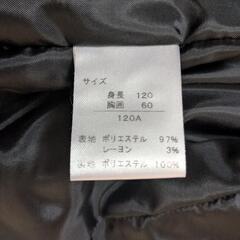 サイズ
身長 120
胸囲 60
120A
表地 ポリエステル 97%
レーヨン 3%
裏地 ポリエステル 100%